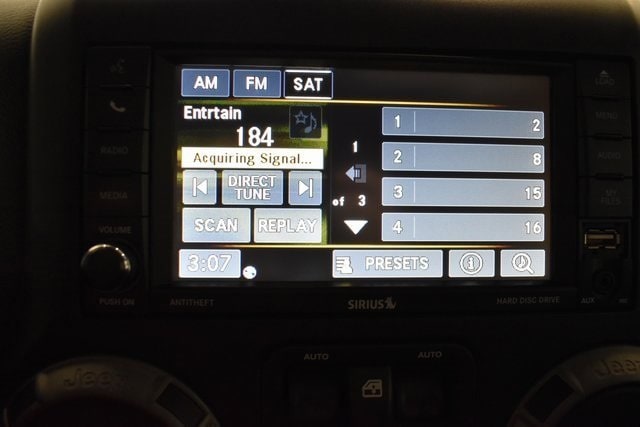 AM FM SAT
LOAD
Entrtain
184
1 2
MENU
Acquiring Signal...
1
2 8
RADIO
AUDIO
DIRECT
TUNE
3 15
MEDIA
of 3
MY
FILES
SCAN REPLAY
4 16
VOLUME
3:07
PRESETS
PUSH ON
ANTITHEFT
SIRIUS
HARD DISC DRIVE
AUX
AUTO
AUTO
Jeep
Jeep